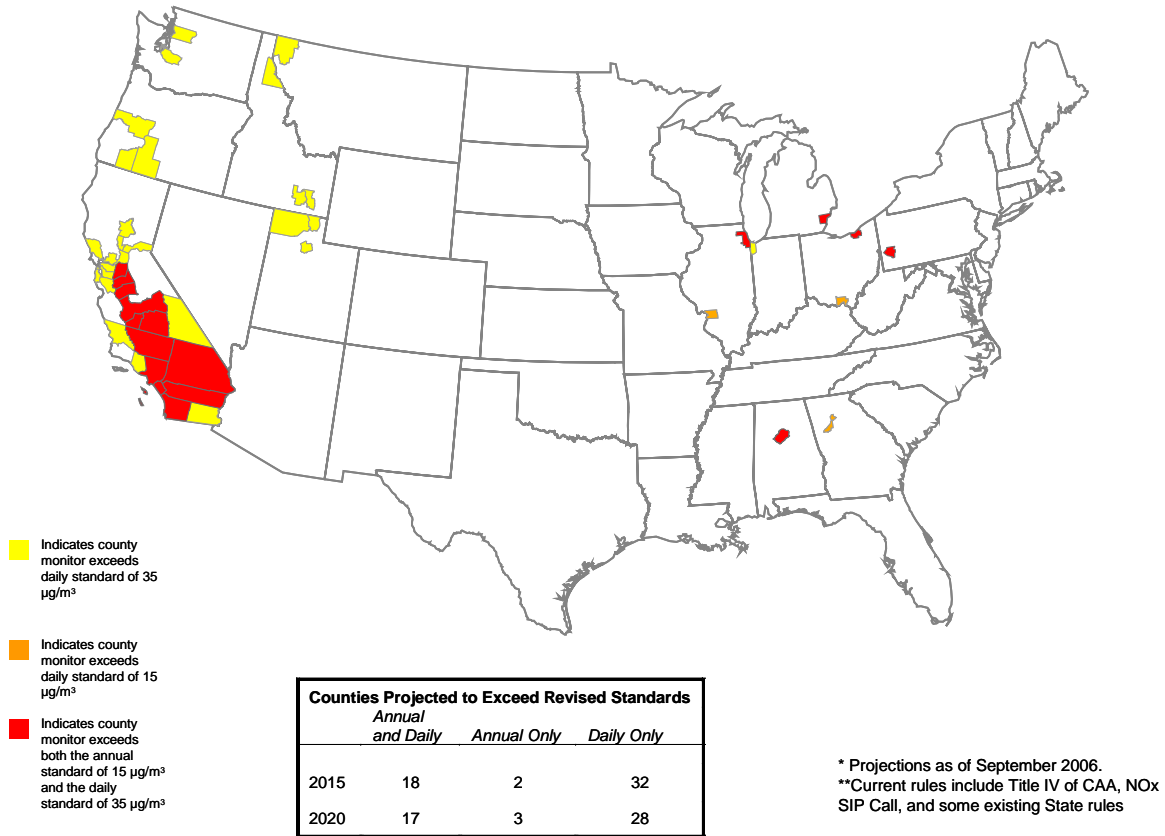 Indicates county
monitor exceeds
daily standard of 35
µg/m³
Indicates county
monitor exceeds
daily standard of 15
µg/m³
Indicates county
monitor exceeds
both the annual
standard of 15 µg/m³
and the daily
standard of 35 µg/m³
Counties Projected to Exceed Revised Standards
Annual
and Daily Annual Only Daily Only
2015 18 2 32
2020 17 3 28
* Projections as of September 2006.
**Current rules include Title IV of CAA, NOx
SIP Call, and some existing State rules